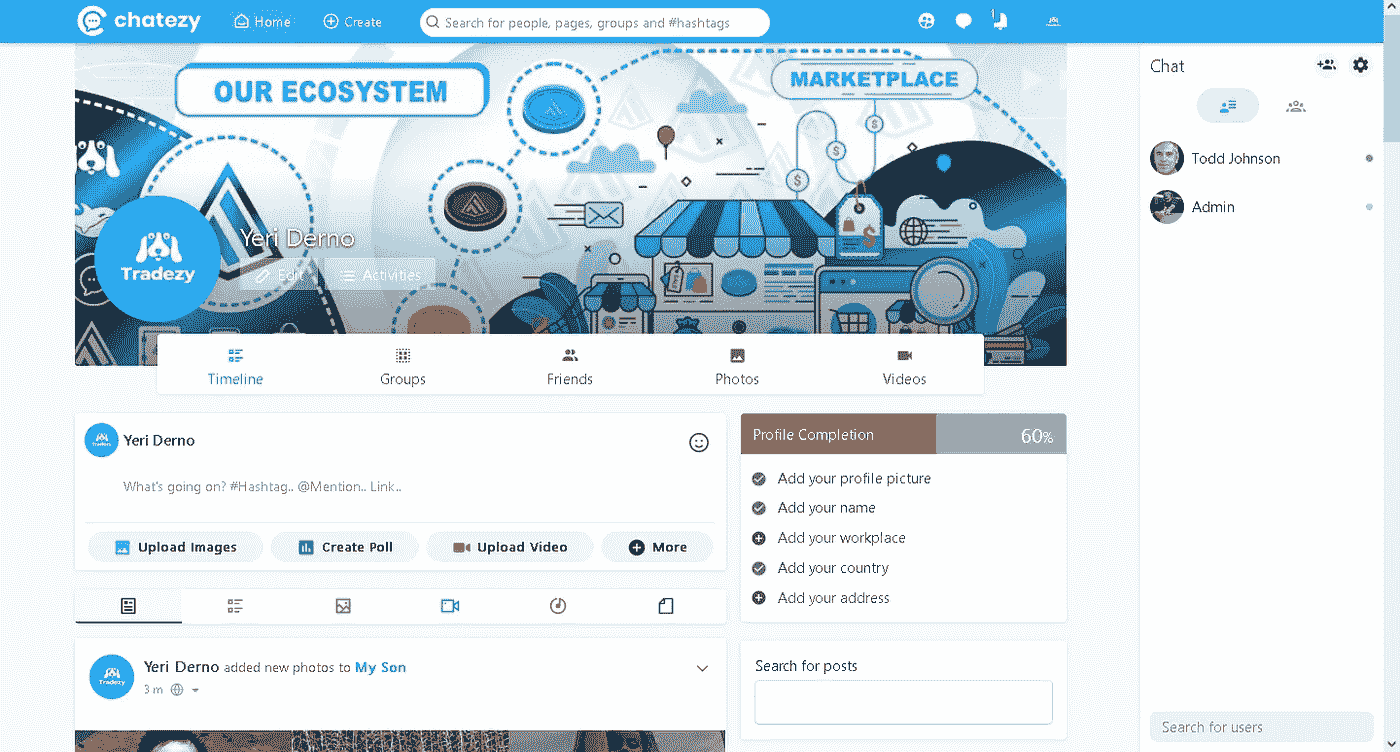 chatezy
Home
Create
Search for people, pages, groups and #hashtags
1
OUR ECOSYSTEM
MARKETPLACE
Yeri Derno
Tradezy
Edit
Activities
Timeline
Groups
Friends
Photos
Videos
Yeri Derno
What's going on? #Hashtag.. @Mention.. Link..
Upload Images
Create Poll
Upload Video
More
Yeri Derno added new photos to My Son
Tradezy
3 m
Profile Completion
60%
Add your profile picture
Add your name
Add your workplace
Add your country
Add your address
Search for posts
Chat
Todd Johnson
Admin
Search for users